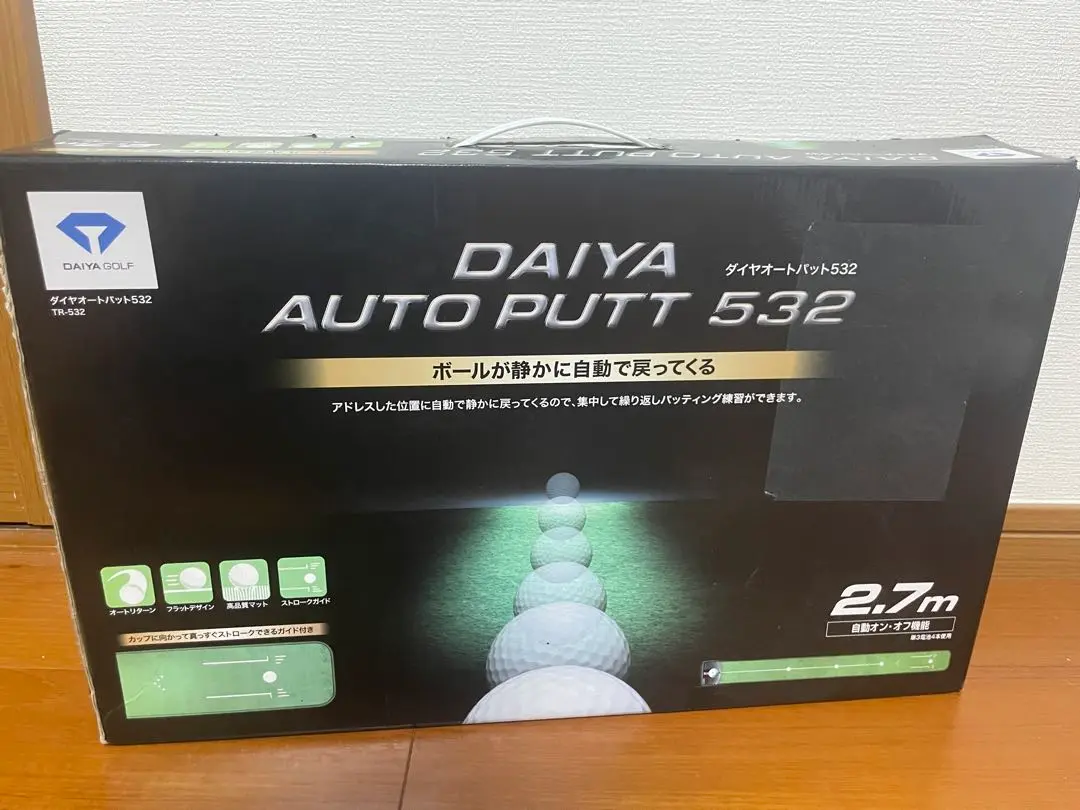 DAIYA AUTO PUTT 532
DAIYA GOLF
ダイヤオートパット532
TR-532
DAIYA
ダイヤオートパット532
AUTO PUTT 532
ボールが静かに自動で戻ってくる
アドレスした位置に自動で静かに戻ってくるので、集中して繰り返しパッティング練習ができます。
オートリターン
フラットデザイン
高品質マット
ストロークガイド
カップに向かって真っすぐストロークできるガイド付き
2.7m
自動オン・オフ機能
単3電池4本使用